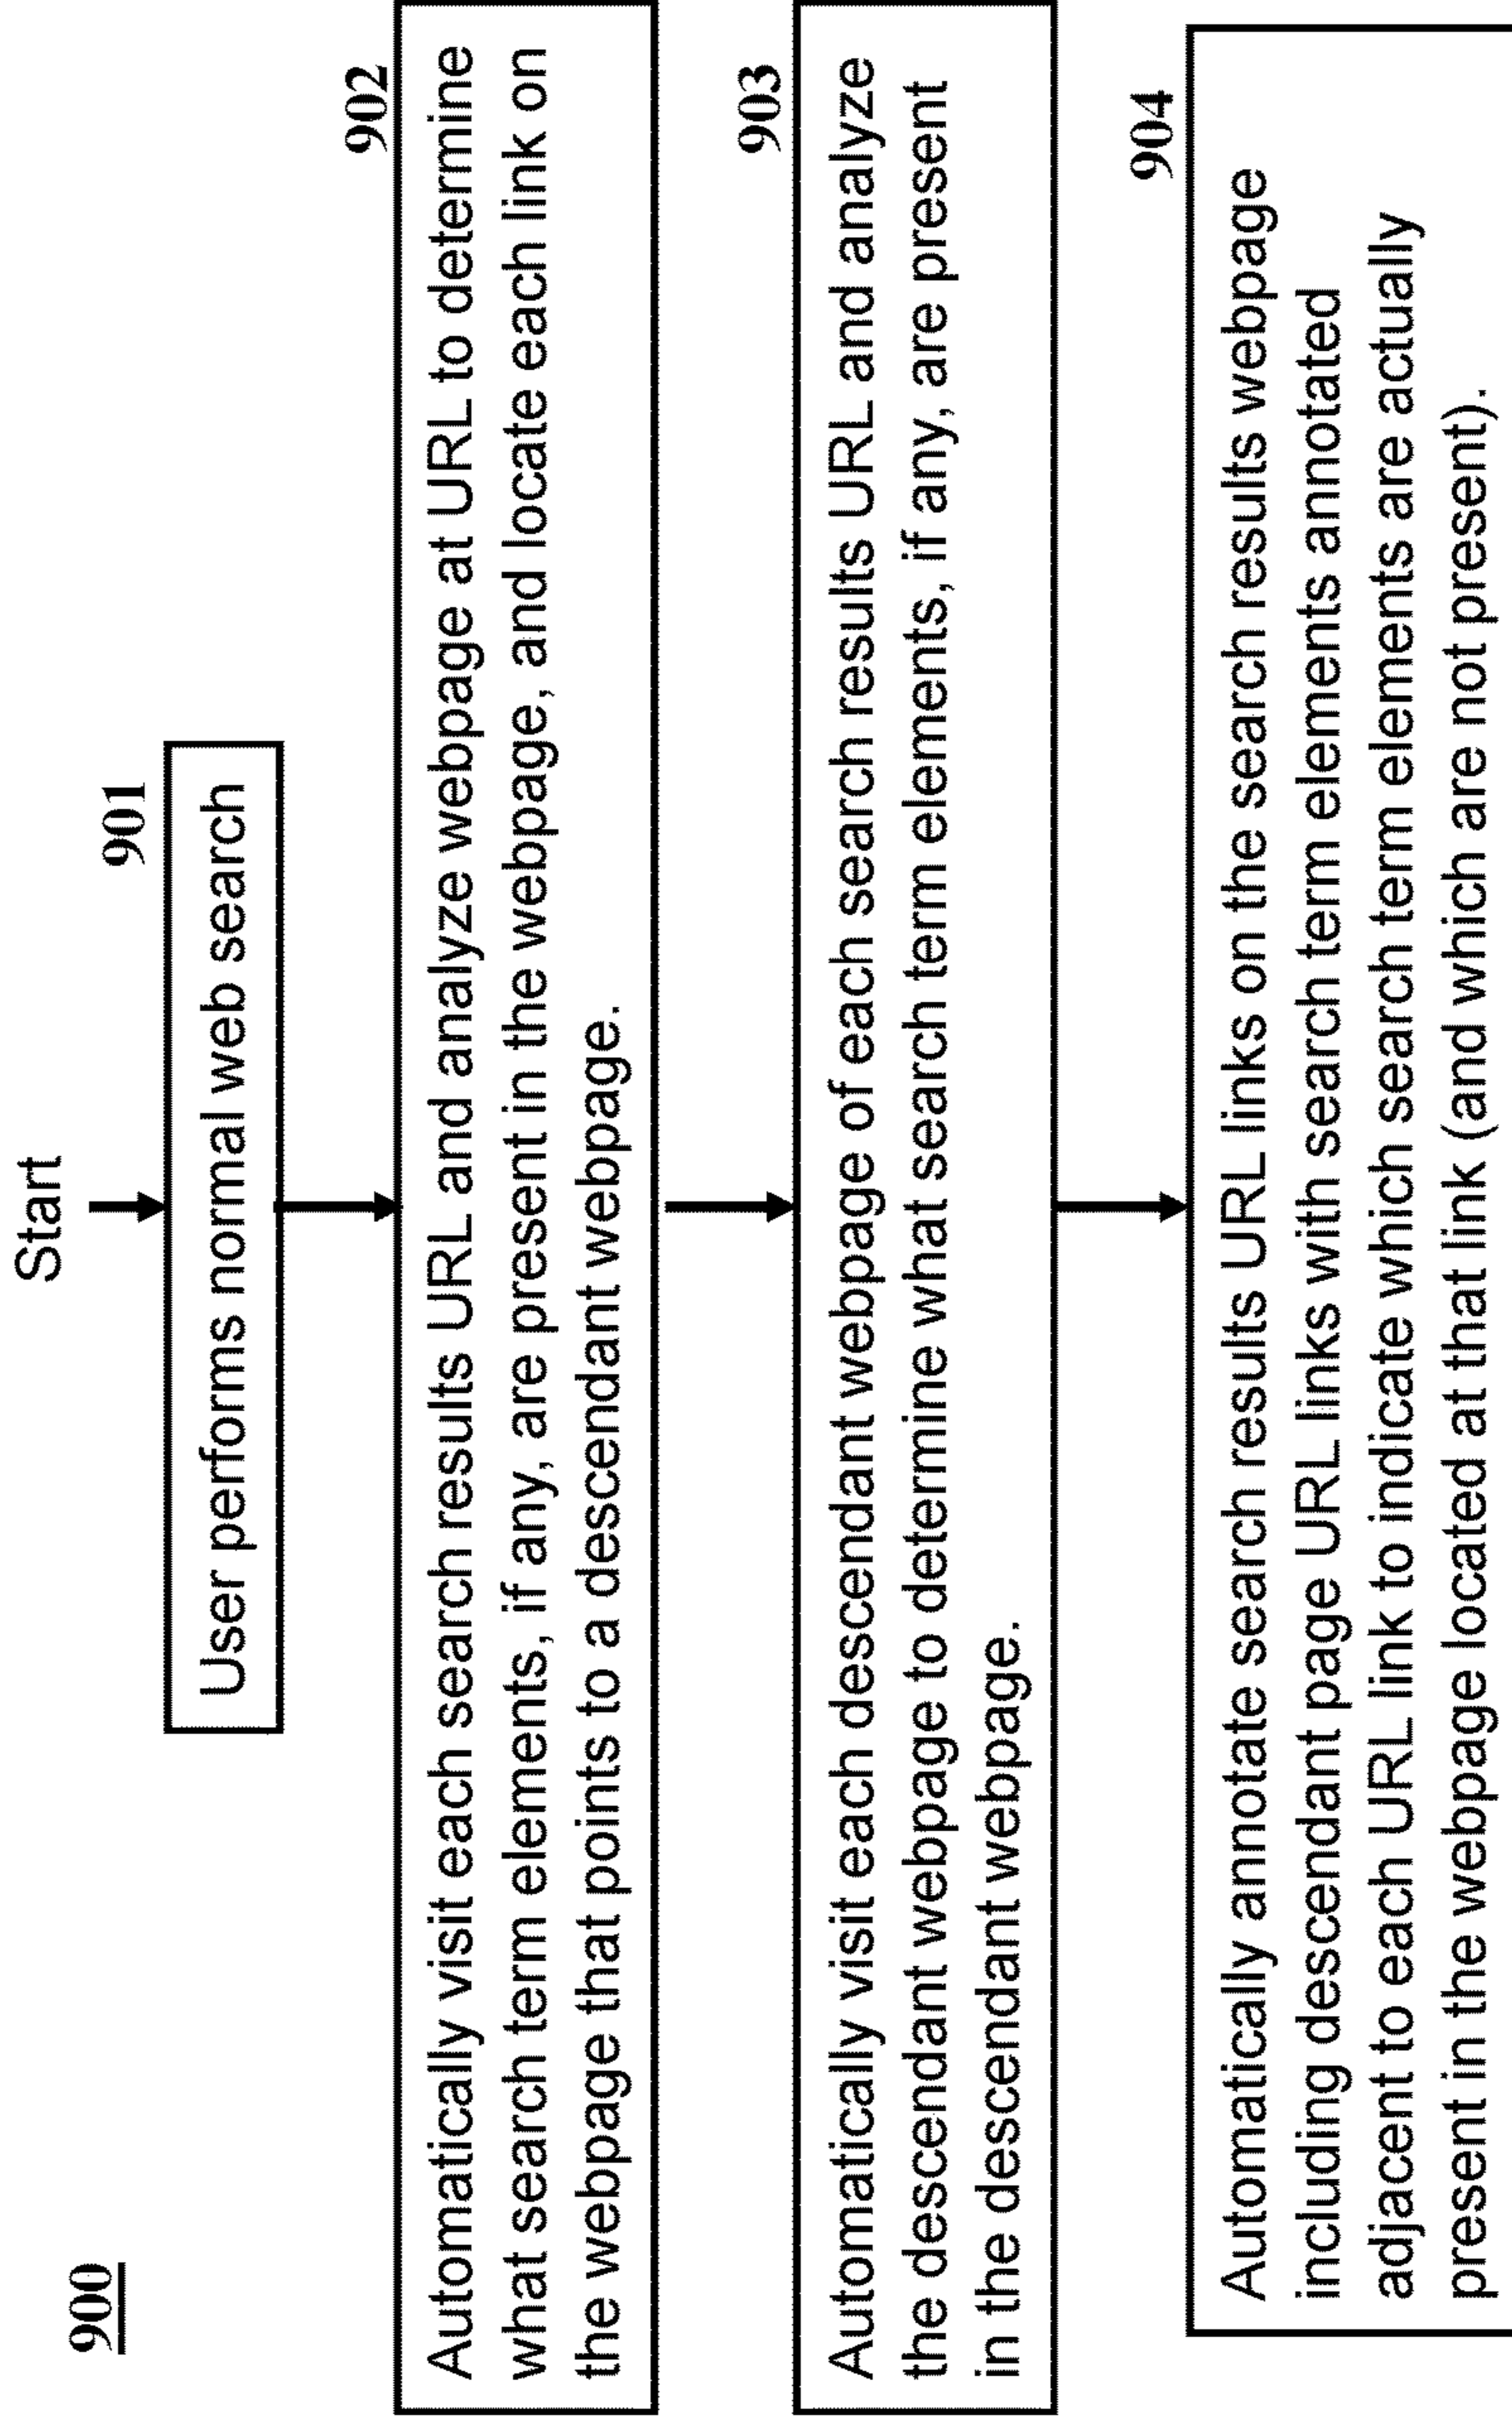 900
Start
901
User performs normal web search
902
Automatically visit each search results URL and analyze webpage at URL to determine
what search term elements, if any, are present in the webpage, and locate each link on
the webpage that points to a descendant webpage.
903
Automatically visit each descendant webpage of each search results URL and analyze
the descendant webpage to determine what search term elements, if any, are present
in the descendant webpage.
904
Automatically annotate search results URL links on the search results webpage
including descendant page URL links with search term elements annotated
adjacent to each URL link to indicate which search term elements are actually
present in the webpage located at that link (and which are not present).